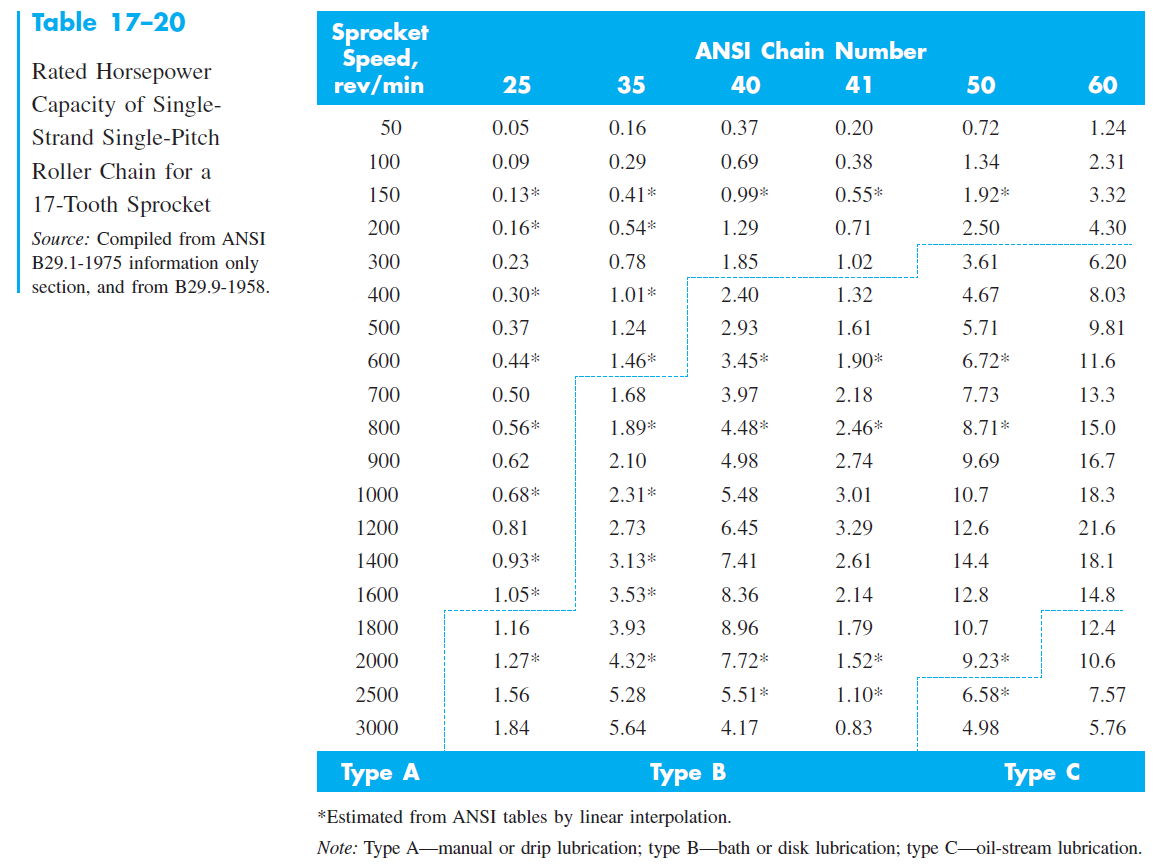 Table 17–20
Rated Horsepower
Capacity of Single-
Strand Single-Pitch
Roller Chain for a
17-Tooth Sprocket
Source: Compiled from ANSI
B29.1-1975 information only
section, and from B29.9-1958.
Sprocket
Speed,
rev/min
ANSI Chain Number
25 35 40 41 50 60
50 0.05 0.16 0.37 0.20 0.72 1.24
100 0.09 0.29 0.69 0.38 1.34 2.31
150 0.13* 0.41* 0.99* 0.55* 1.92* 3.32
200 0.16* 0.54* 1.29 0.71 2.50 4.30
300 0.23 0.78 1.85 1.02 3.61 6.20
400 0.30* 1.01* 2.40 1.32 4.67 8.03
500 0.37 1.24 2.93 1.61 5.71 9.81
600 0.44* 1.46* 3.45* 1.90* 6.72* 11.6
700 0.50 1.68 3.97 2.18 7.73 13.3
800 0.56* 1.89* 4.48* 2.46* 8.71* 15.0
900 0.62 2.10 4.98 2.74 9.69 16.7
1000 0.68* 2.31* 5.48 3.01 10.7 18.3
1200 0.81 2.73 6.45 3.29 12.6 21.6
1400 0.93* 3.13* 7.41 2.61 14.4 18.1
1600 1.05* 3.53* 8.36 2.14 12.8 14.8
1800 1.16 3.93 8.96 1.79 10.7 12.4
2000 1.27* 4.32* 7.72* 1.52* 9.23* 10.6
2500 1.56 5.28 5.51* 1.10* 6.58* 7.57
3000 1.84 5.64 4.17 0.83 4.98 5.76
Type A Type B Type C
*Estimated from ANSI tables by linear interpolation.
Note: Type A—manual or drip lubrication; type B—bath or disk lubrication; type C—oil-stream lubrication.